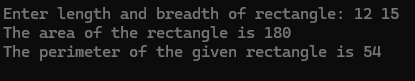 Enter length and breadth of rectangle: 12 15
The area of the rectangle is 180
The perimeter of the given rectangle is 54